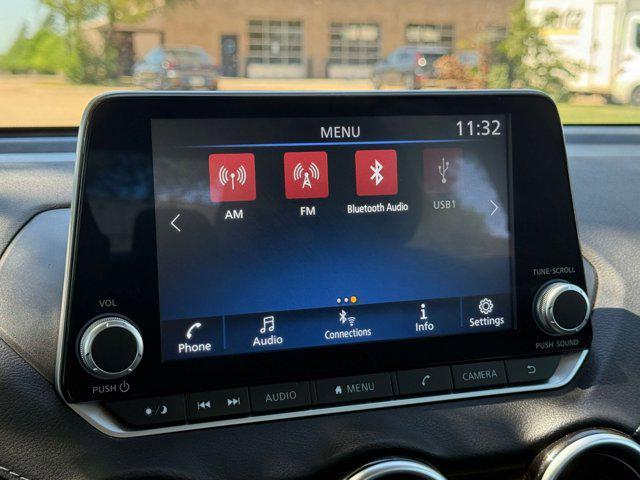 MENU 11:32
AM FM Bluetooth Audio USB1
Phone Audio Connections Info Settings
VOL
PUSH
TUNE·SCROLL
PUSH SOUND
AUDIO MENU CAMERA